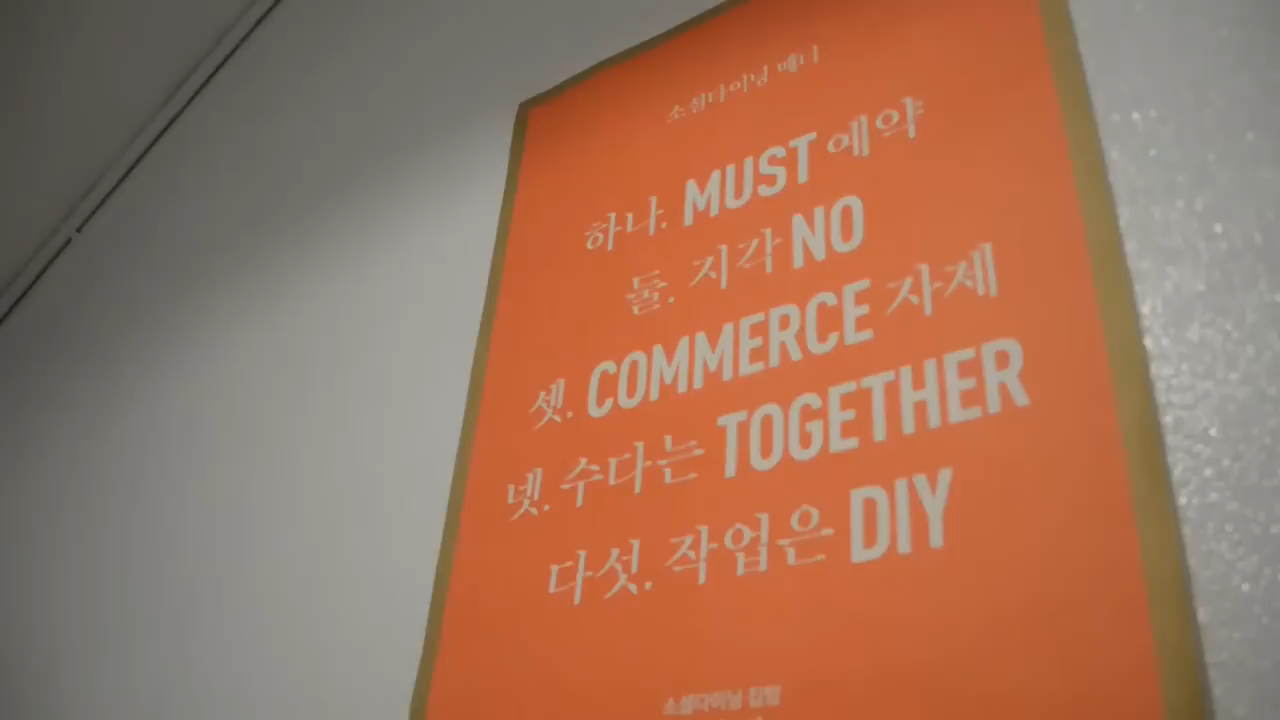 소셜다이닝 매너
하나. MUST 예약
둘. 지각 NO
셋. COMMERCE 자제
넷. 수다는 TOGETHER
다섯. 작업은 DIY
소셜다이닝 집밥